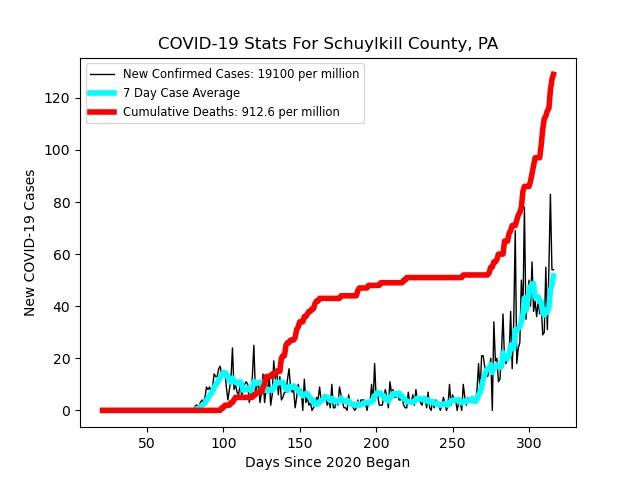 COVID-19 Stats For Schuylkill County, PA
New Confirmed Cases: 19100 per million
7 Day Case Average
Cumulative Deaths: 912.6 per million
New COVID-19 Cases
120
100
80
60
40
20
0
50 100 150 200 250 300
Days Since 2020 Began